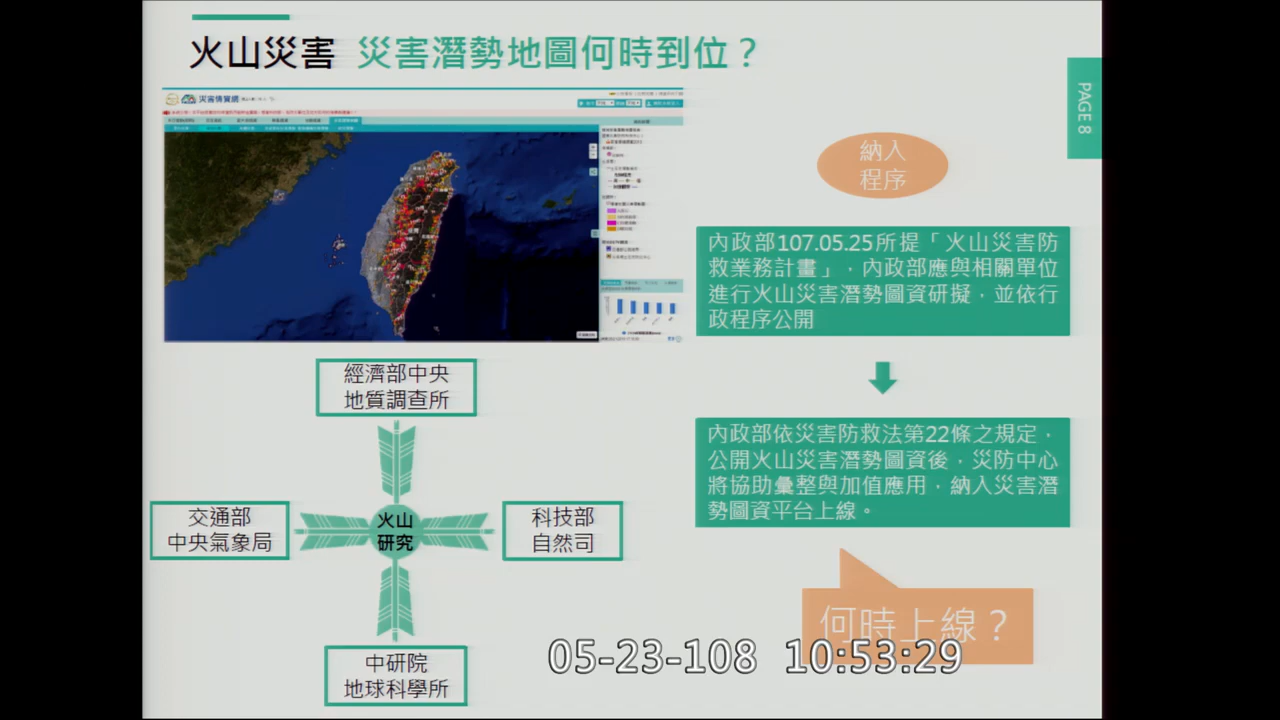 火山災害 災害潛勢地圖何時到位？
PAGE 8
災害情資網
納入
程序
內政部107.05.25所提「火山災害防
救業務計畫」，內政部應與相關單位
進行火山災害潛勢圖資研擬，並依行
政程序公開
內政部依災害防救法第22條之規定，
公開火山災害潛勢圖資後，災防中心
將協助彙整與加值應用，納入災害潛
勢圖資平台上線。
何時上線？
經濟部中央
地質調查所
交通部
中央氣象局
火山
研究
科技部
自然司
中研院
地球科學所
05-23-108 10:53:29